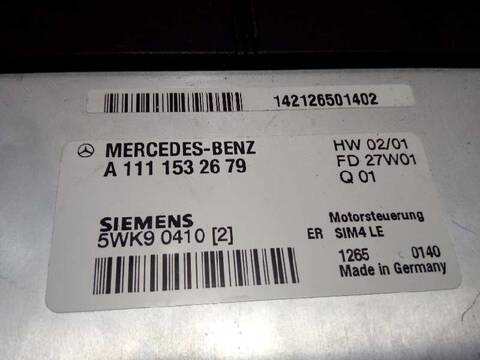 142126501402
MERCEDES-BENZ HW 02/01
A 111 153 26 79 FD 27W01
Q 01
SIEMENS Motorsteuerung
5WK9 0410 [2] ER SIM4 LE
1265 0140
Made in Germany